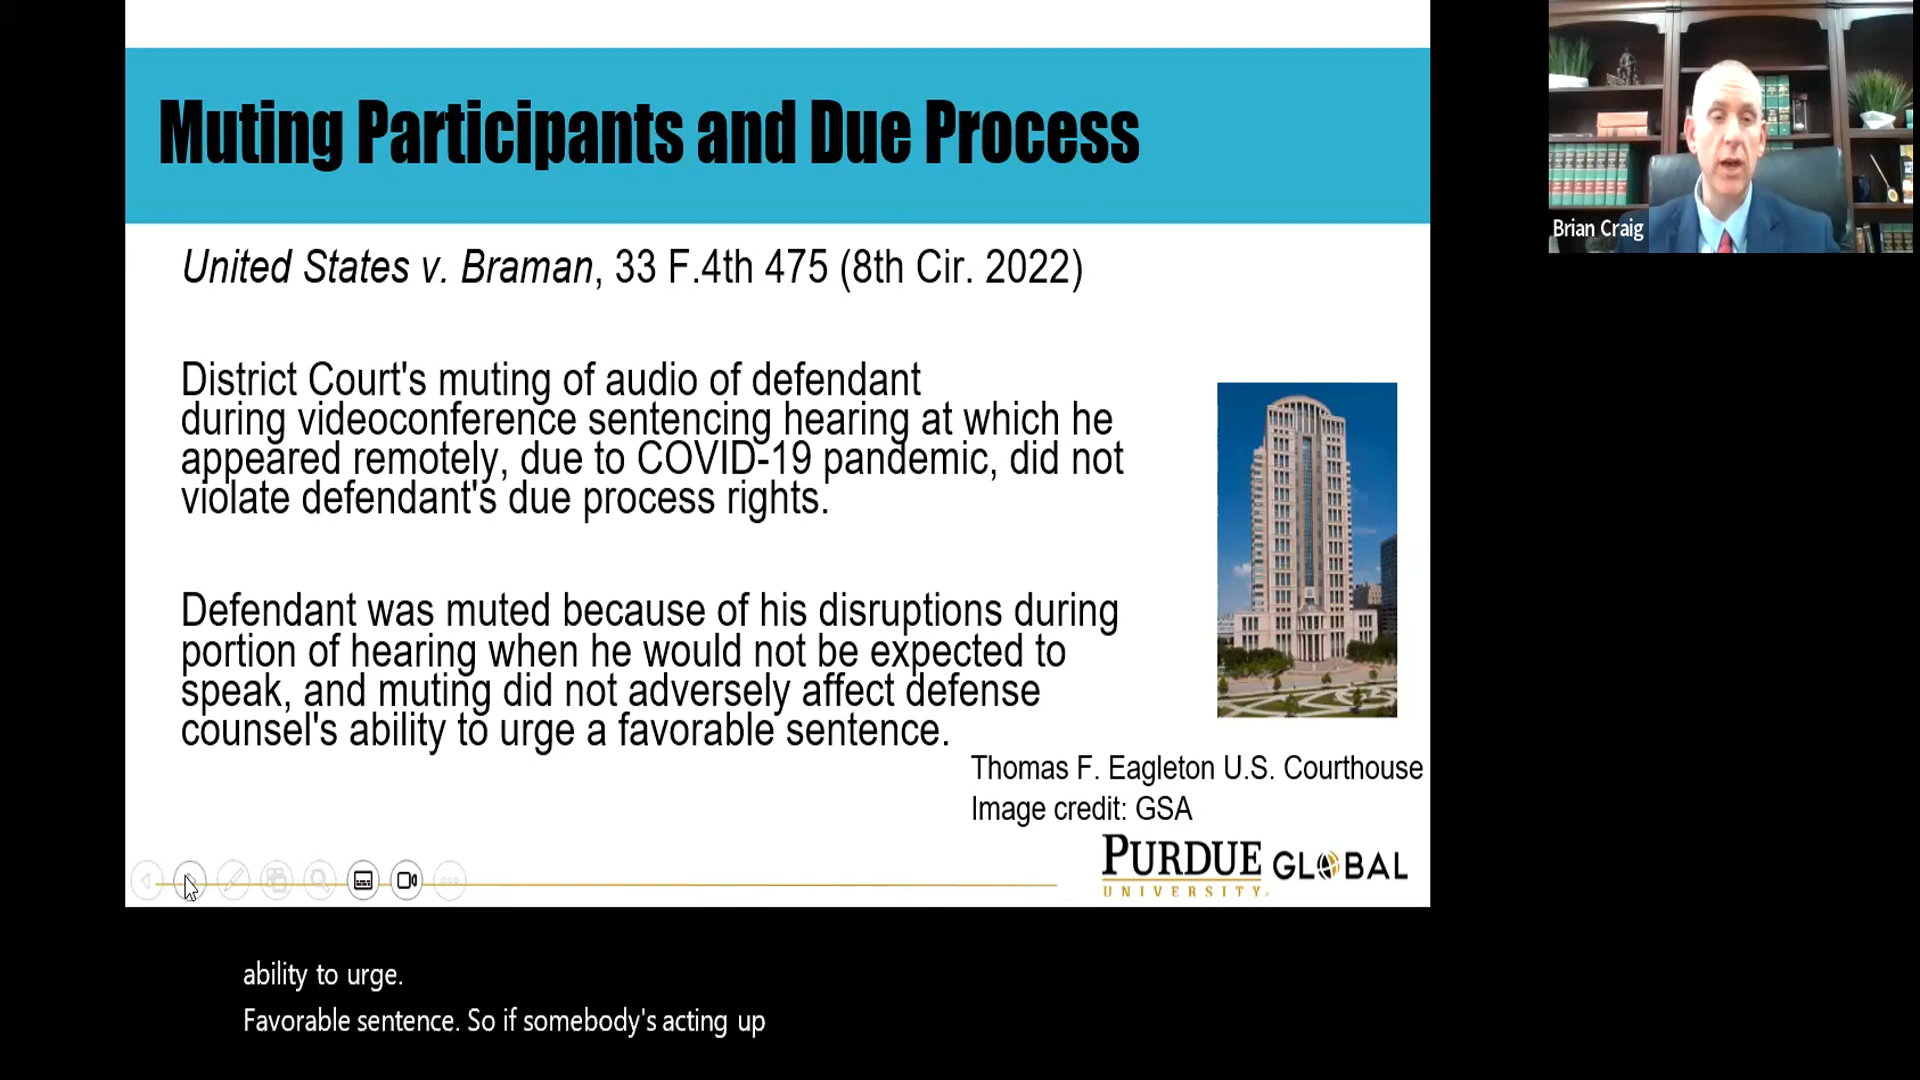 Muting Participants and Due Process
United States v. Braman, 33 F.4th 475 (8th Cir. 2022)
District Court's muting of audio of defendant
during videoconference sentencing hearing at which he
appeared remotely, due to COVID-19 pandemic, did not
violate defendant's due process rights.
Defendant was muted because of his disruptions during
portion of hearing when he would not be expected to
speak, and muting did not adversely affect defense
counsel's ability to urge a favorable sentence.
Thomas F. Eagleton U.S. Courthouse
Image credit: GSA
PURDUE GLOBAL
UNIVERSITY
Brian Craig
ability to urge.
Favorable sentence. So if somebody's acting up